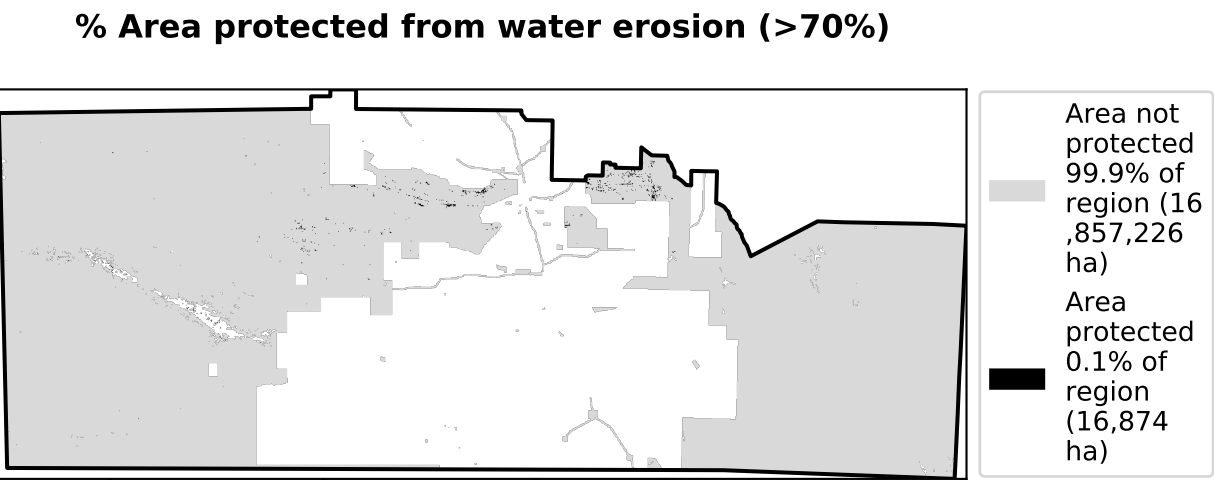 % Area protected from water erosion (>70%)
Area not
protected
99.9% of
region (16
,857,226
ha)
Area
protected
0.1% of
region
(16,874
ha)